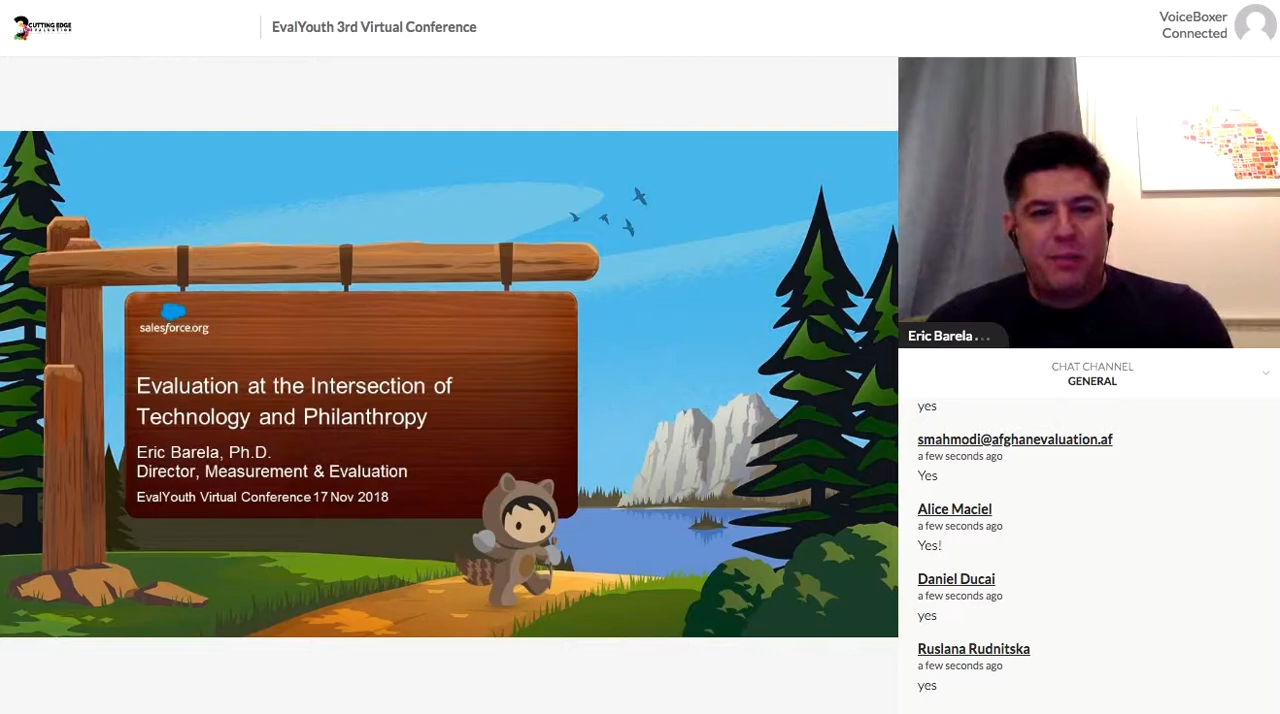 CUTTING EDGE
EvalYouth 3rd Virtual Conference
VoiceBoxer
Connected
salesforce.org
Evaluation at the Intersection of
Technology and Philanthropy
Eric Barela, Ph.D.
Director, Measurement & Evaluation
EvalYouth Virtual Conference 17 Nov 2018
Eric Barela . . .
CHAT CHANNEL
GENERAL
yes
smahmodi@afghanevaluation.af
a few seconds ago
Yes
Alice Maciel
a few seconds ago
Yes!
Daniel Ducai
a few seconds ago
yes
Ruslana Rudnitska
a few seconds ago
yes